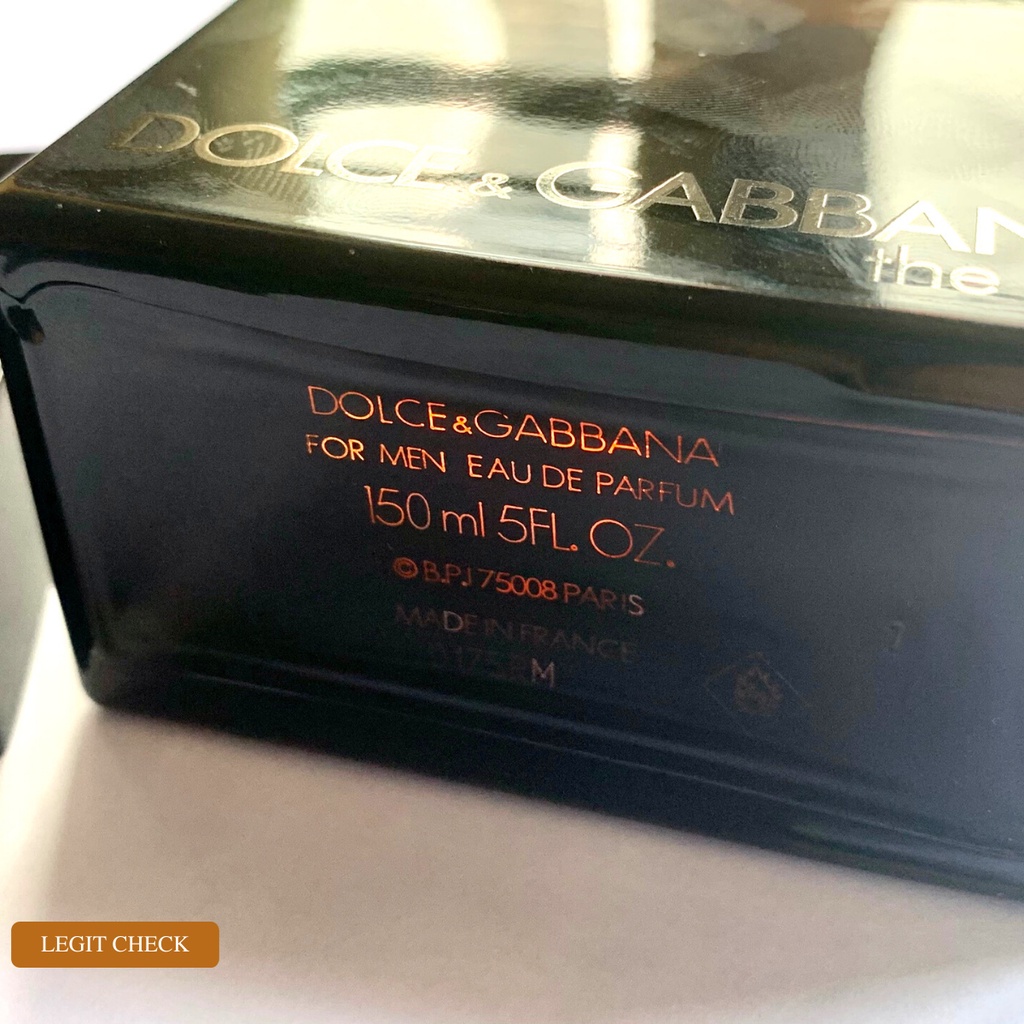 DOLCE & GABBAN
the
DOLCE&GABBANA
FOR MEN EAU DE PARFUM
150 ml 5FL. OZ.
© B.P.I 75008 PARIS
MADE IN FRANCE
LEGIT CHECK